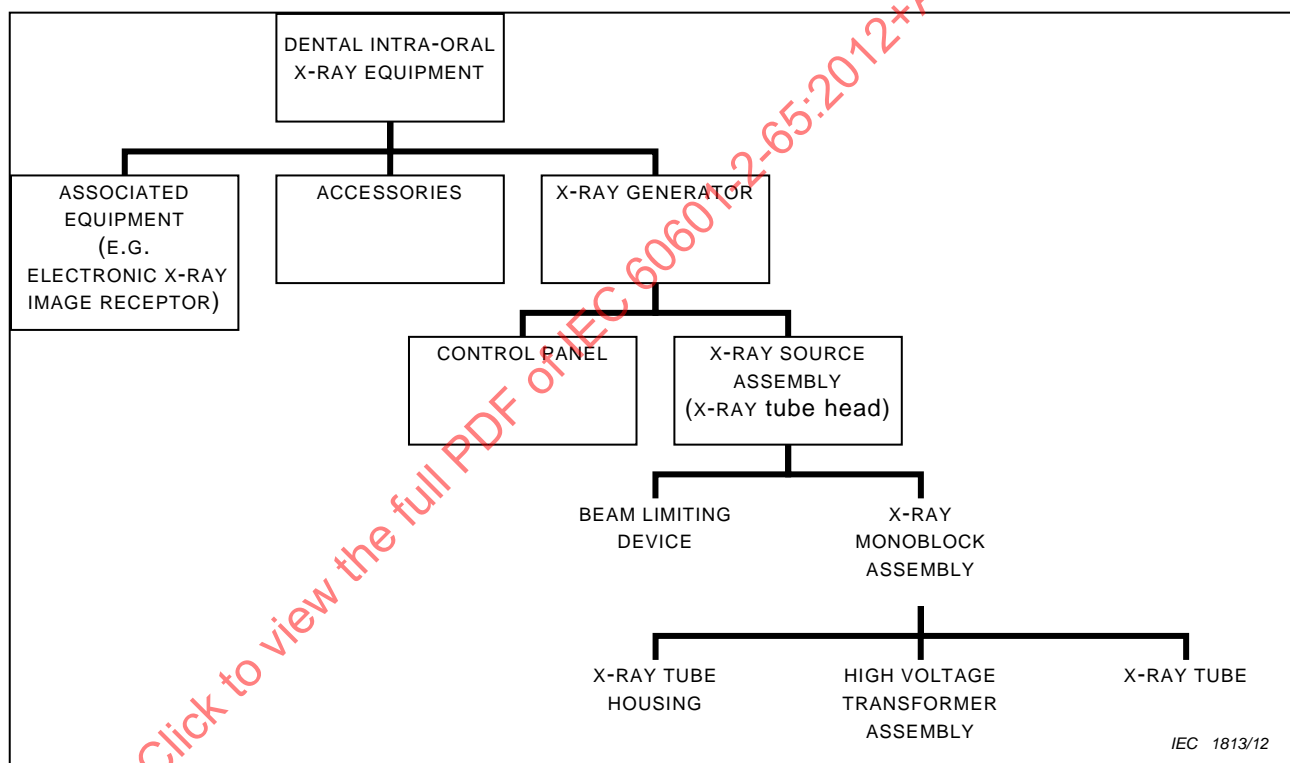 DENTAL INTRA-ORAL
X-RAY EQUIPMENT
ASSOCIATED
EQUIPMENT
(E.G.
ELECTRONIC X-RAY
IMAGE RECEPTOR)
ACCESSORIES
X-RAY GENERATOR
CONTROL PANEL
X-RAY SOURCE
ASSEMBLY
(X-RAY tube head)
BEAM LIMITING
DEVICE
X-RAY
MONOBLOCK
ASSEMBLY
X-RAY TUBE
HOUSING
HIGH VOLTAGE
TRANSFORMER
ASSEMBLY
X-RAY TUBE
IEC 1813/12
Click to view the full PDF of IEC 60601-2-65:2012+